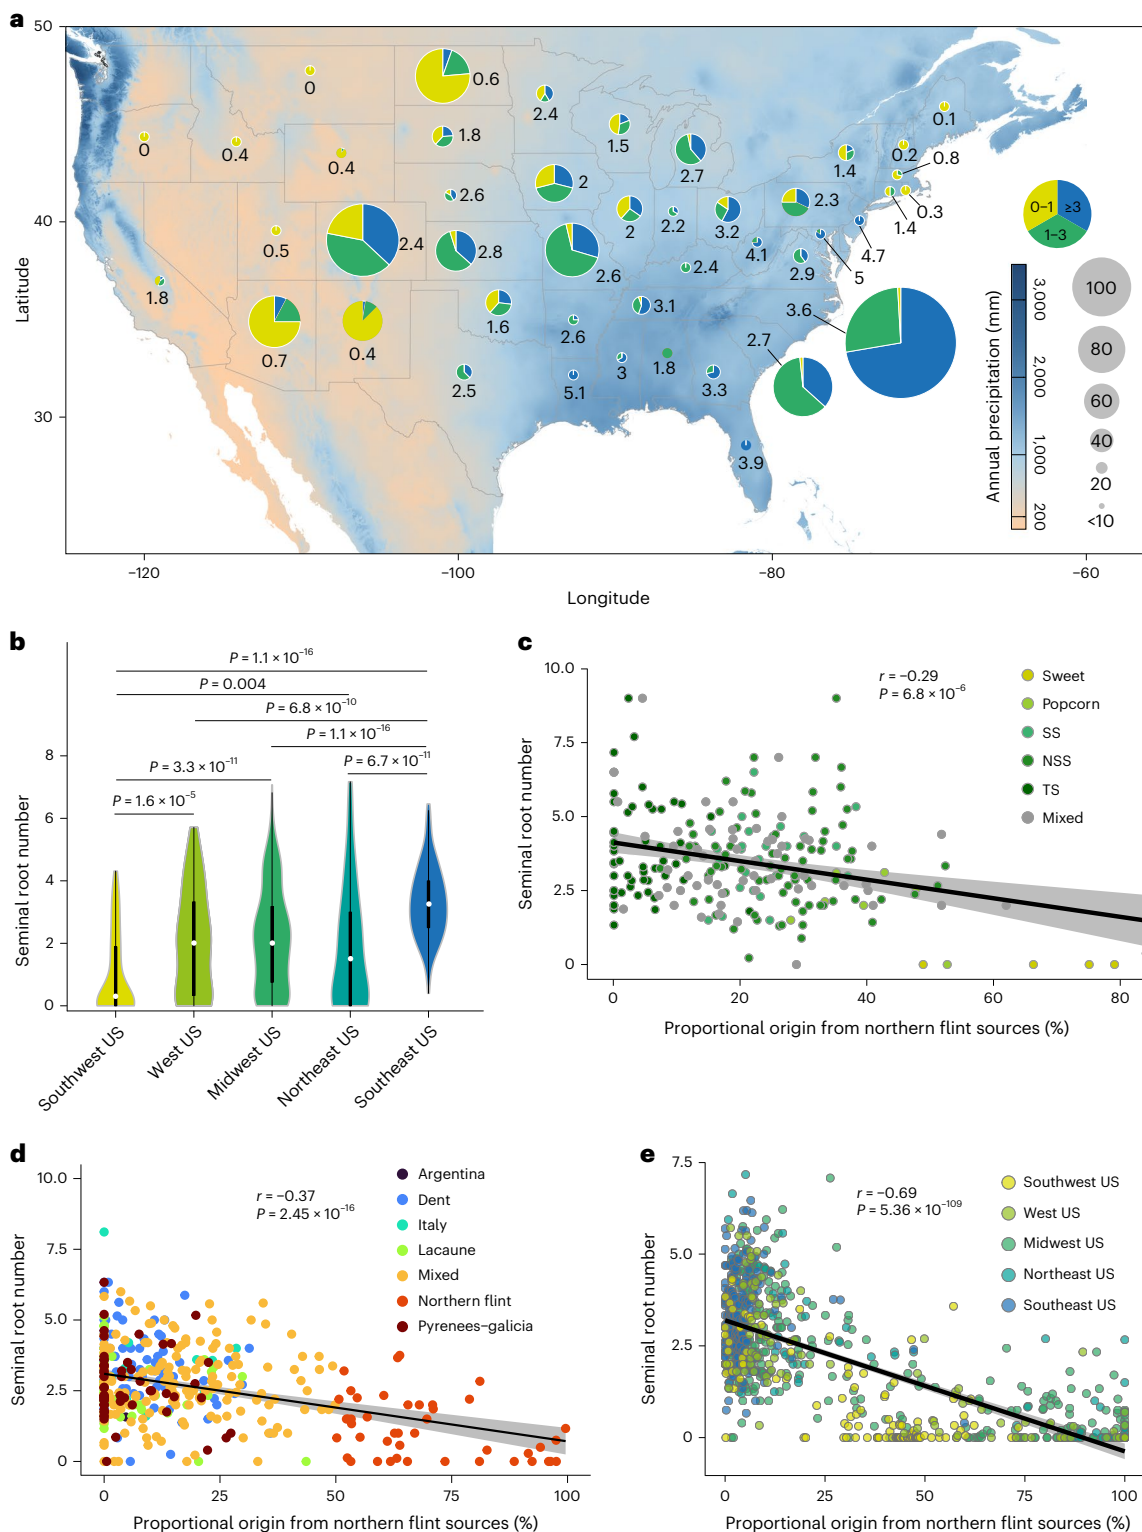 a
50
40
30
Latitude
−120
−100
−80
−60
Longitude
0
0.6
2.4
1.8
1.5
2.7
0.1
0.2
0.8
1.4
0
0.4
0.4
2.6
2
2.3
0.3
1.4
0.5
2.4
2.8
2.6
2
2.2
3.2
4.1
2.9
5
4.7
1.8
2.4
0.7
0.4
1.6
2.6
3.1
3.6
2.7
2.5
5.1
3
1.8
3.3
3.9
0–1
≥3
1–3
100
80
60
40
20
<10
Annual precipitation (mm)
3,000
2,000
1,000
200
b
P = 1.1 × 10−16
P = 0.004
P = 6.8 × 10−10
P = 1.1 × 10−16
P = 3.3 × 10−11
P = 6.7 × 10−11
P = 1.6 × 10−5
8
6
4
2
0
Seminal root number
Southwest US
West US
Midwest US
Northeast US
Southeast US
c
r = −0.29
P = 6.8 × 10−6
Sweet
Popcorn
SS
NSS
TS
Mixed
10.0
7.5
5.0
2.5
0
Seminal root number
0
20
40
60
80
Proportional origin from northern flint sources (%)
d
r = −0.37
P = 2.45 × 10−16
Argentina
Dent
Italy
Lacaune
Mixed
Northern flint
Pyrenees–galicia
10.0
7.5
5.0
2.5
0
Seminal root number
0
25
50
75
100
Proportional origin from northern flint sources (%)
e
r = −0.69
P = 5.36 × 10−109
Southwest US
West US
Midwest US
Northeast US
Southeast US
7.5
5.0
2.5
0
Seminal root number
0
25
50
75
100
Proportional origin from northern flint sources (%)